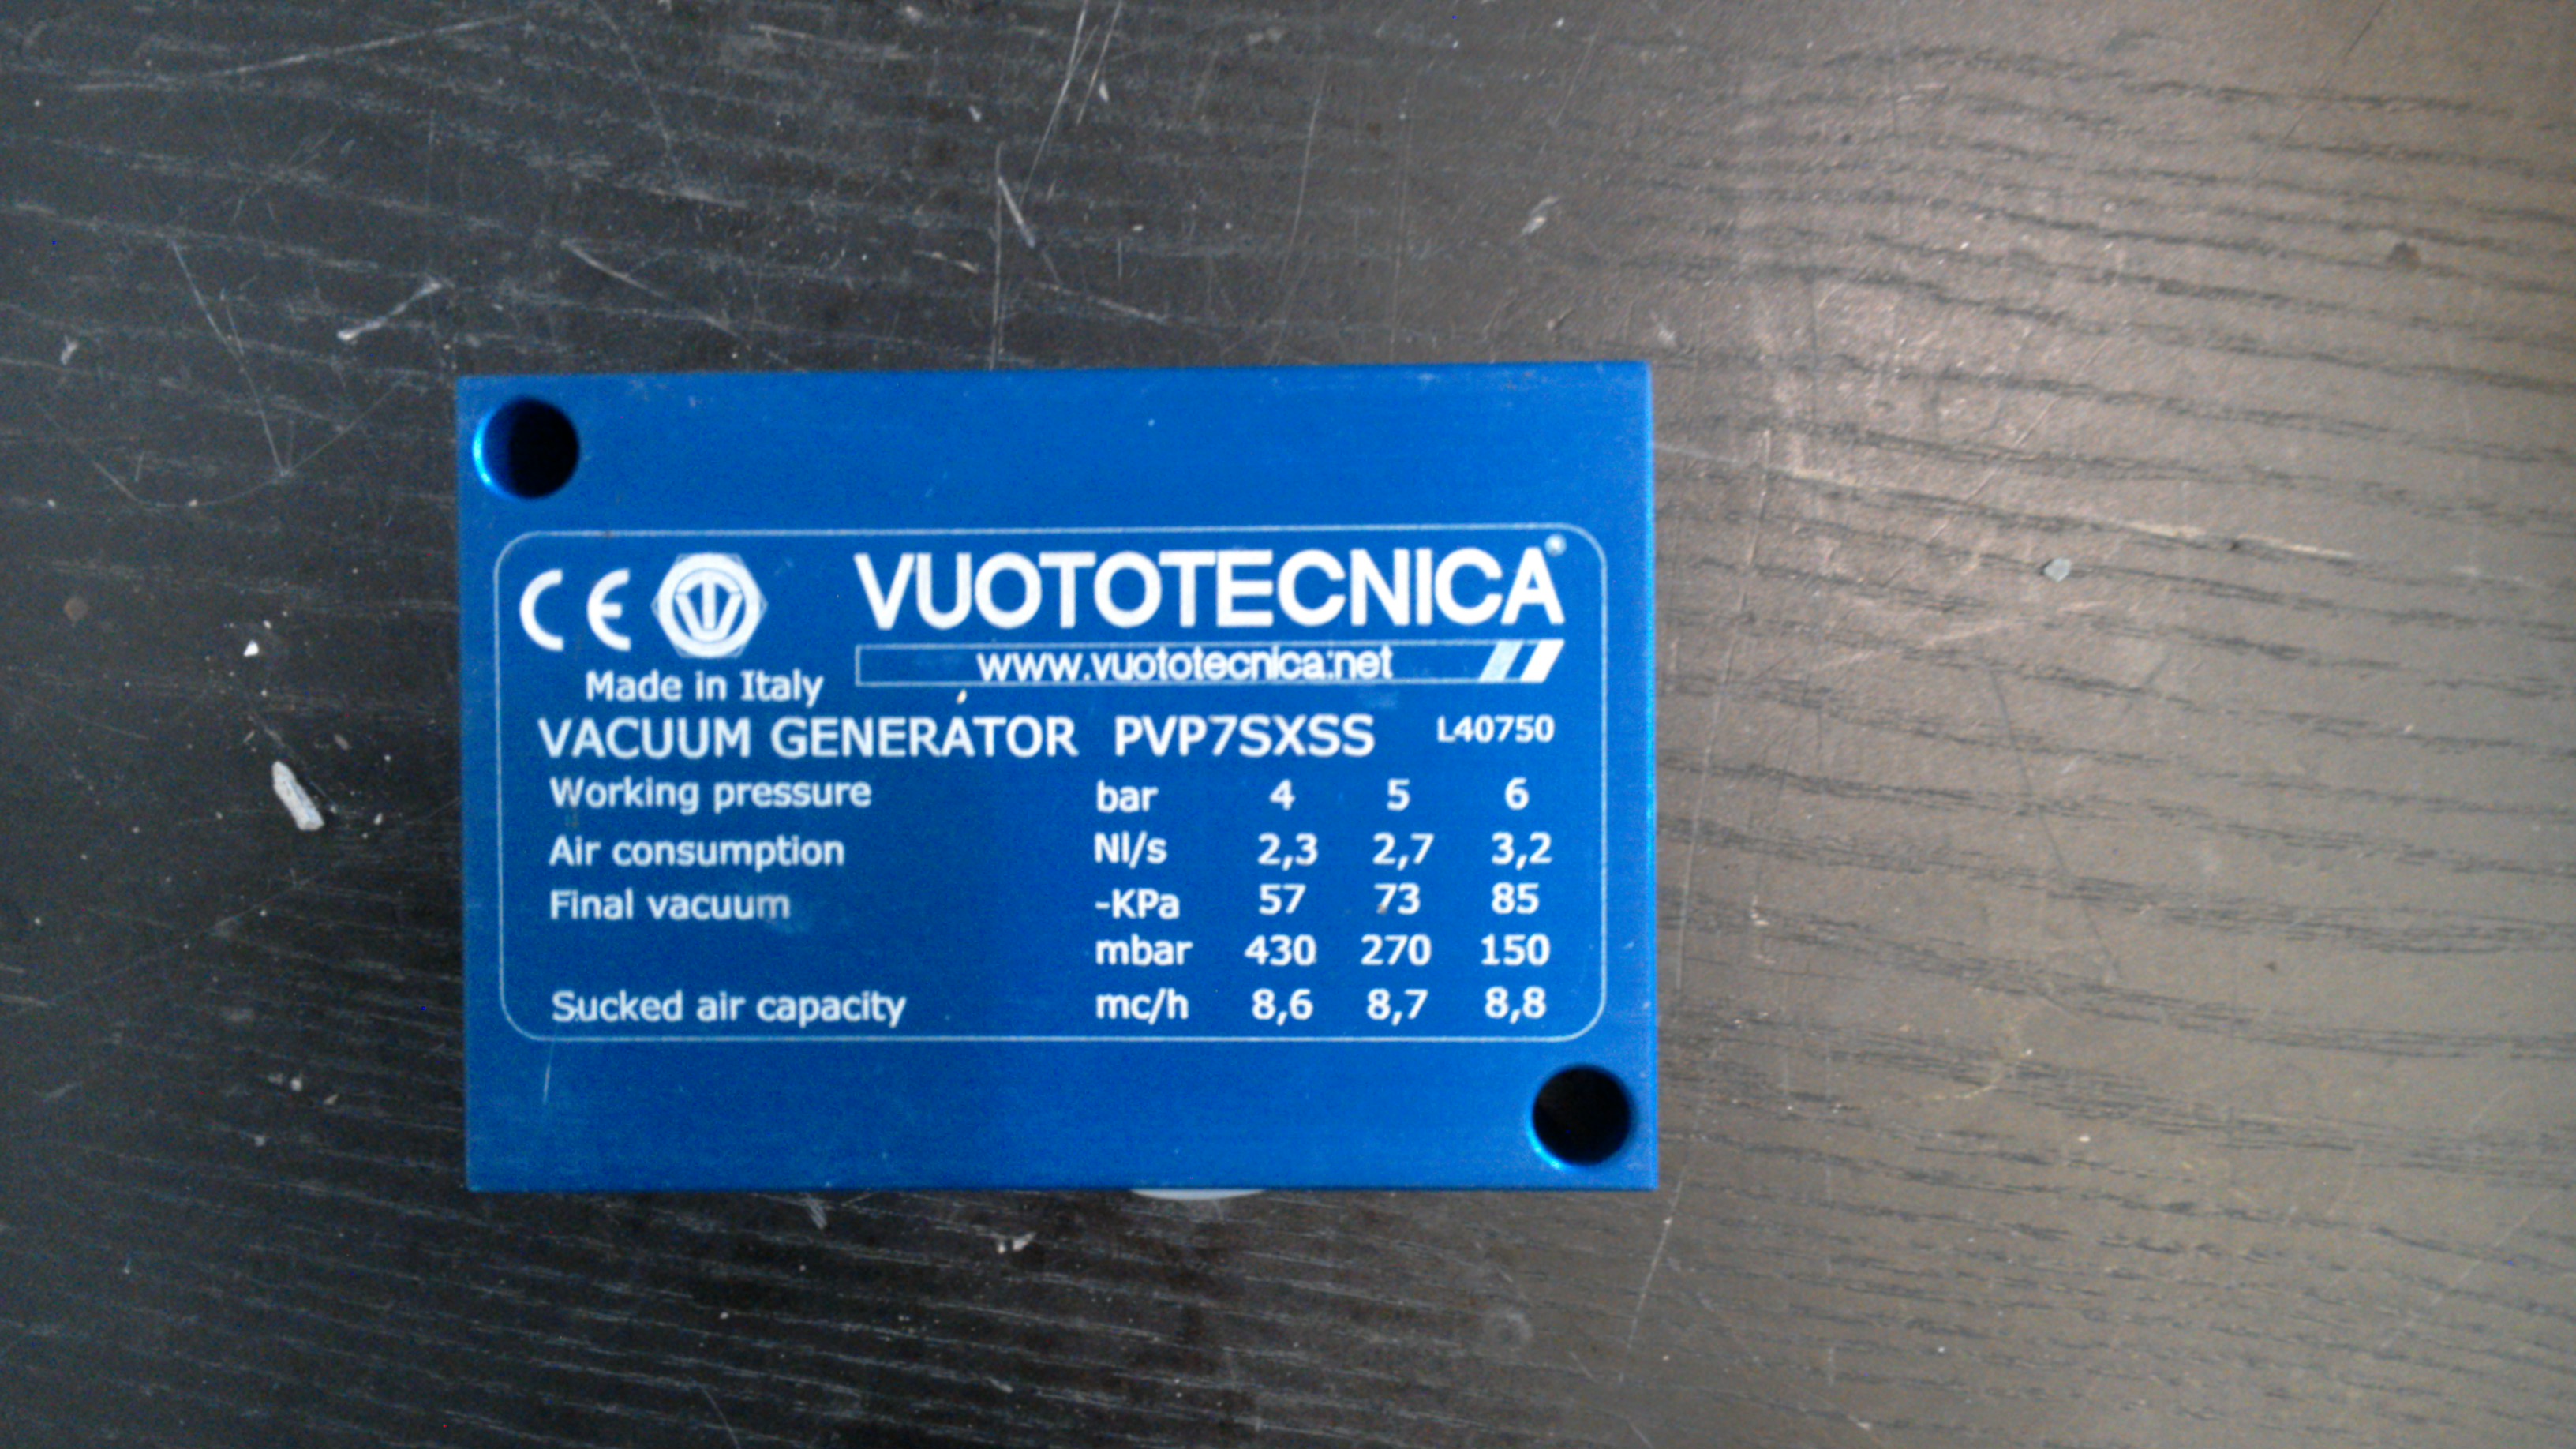 CE
VUOTOTECNICA®
www.vuototecnica.net
Made in Italy
VACUUM GENERATOR PVP7SXSS L40750
Working pressure bar 4 5 6
Air consumption Nl/s 2,3 2,7 3,2
Final vacuum -KPa 57 73 85
mbar 430 270 150
Sucked air capacity mc/h 8,6 8,7 8,8